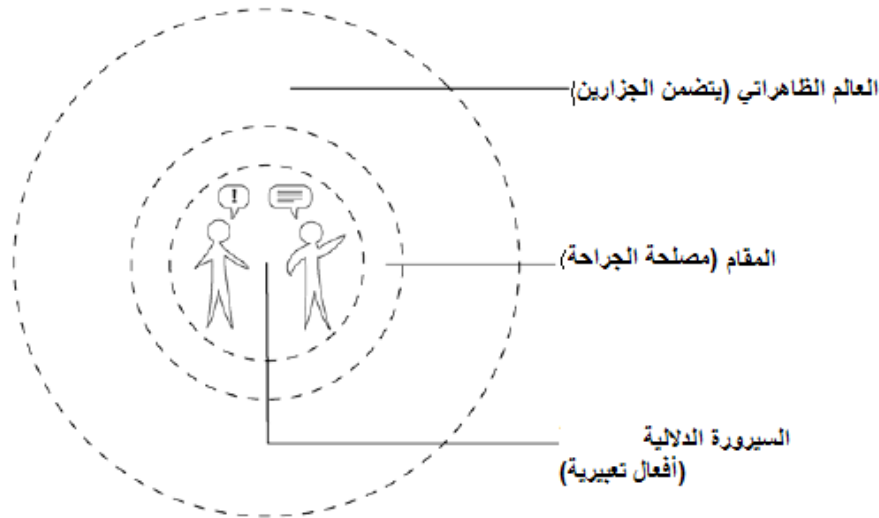 العالم الظاهراتي (يتضمن الجزارين)
!
المقام (مصلحة الجراحة)
السيرورة الدلالية
(أفعال تعبيرية)